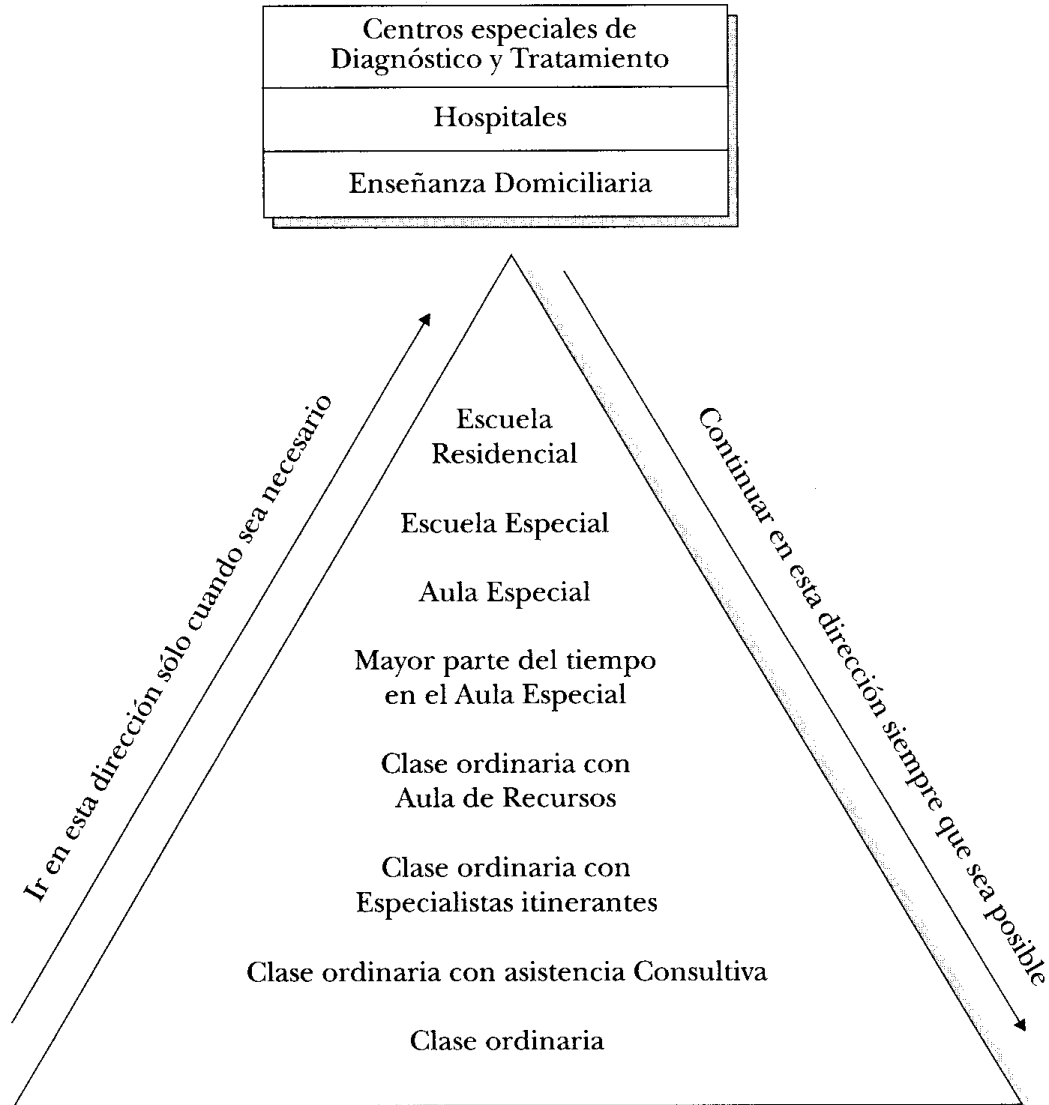 Centros especiales de
Diagnóstico y Tratamiento
Hospitales
Enseñanza Domiciliaria
Ir en esta dirección sólo cuando sea necesario
Continuar en esta dirección siempre que sea posible
Escuela
Residencial
Escuela Especial
Aula Especial
Mayor parte del tiempo
en el Aula Especial
Clase ordinaria con
Aula de Recursos
Clase ordinaria con
Especialistas itinerantes
Clase ordinaria con asistencia Consultiva
Clase ordinaria